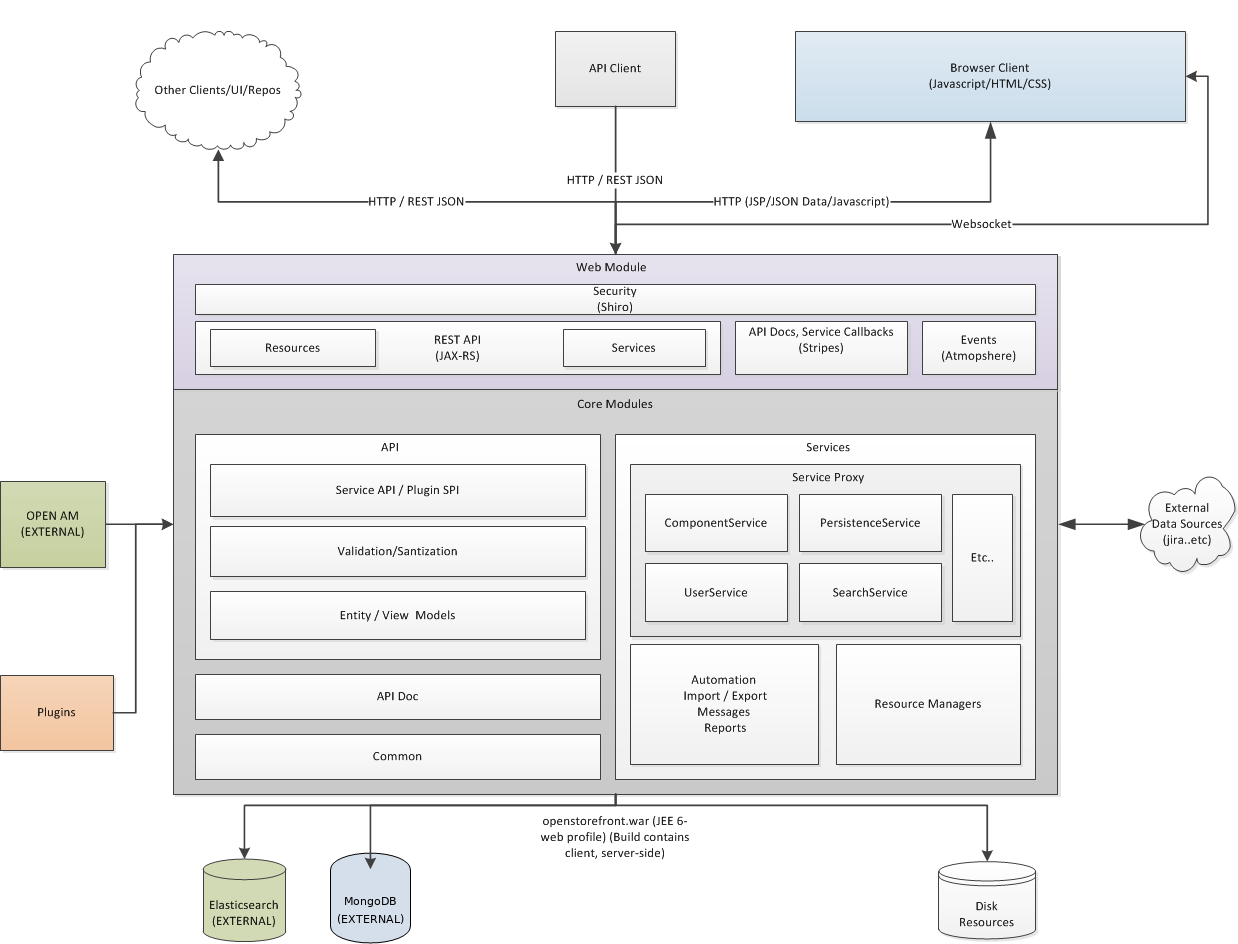 Other Clients/UI/Repos
API Client
Browser Client
(Javascript/HTML/CSS)
HTTP / REST JSON
HTTP / REST JSON
HTTP (JSP/JSON Data/Javascript)
Websocket
Web Module
Security
(Shiro)
Resources
REST API
(JAX-RS)
Services
API Docs, Service Callbacks
(Stripes)
Events
(Atmopshere)
Core Modules
API
Service API / Plugin SPI
Validation/Santization
Entity / View  Models
API Doc
Common
Services
Service Proxy
ComponentService
PersistenceService
Etc..
UserService
SearchService
Automation
Import / Export
Messages
Reports
Resource Managers
OPEN AM
(EXTERNAL)
Plugins
External
Data Sources
(jira..etc)
openstorefront.war (JEE 6-
web profile) (Build contains
client, server-side)
Elasticsearch
(EXTERNAL)
MongoDB
(EXTERNAL)
Disk
Resources